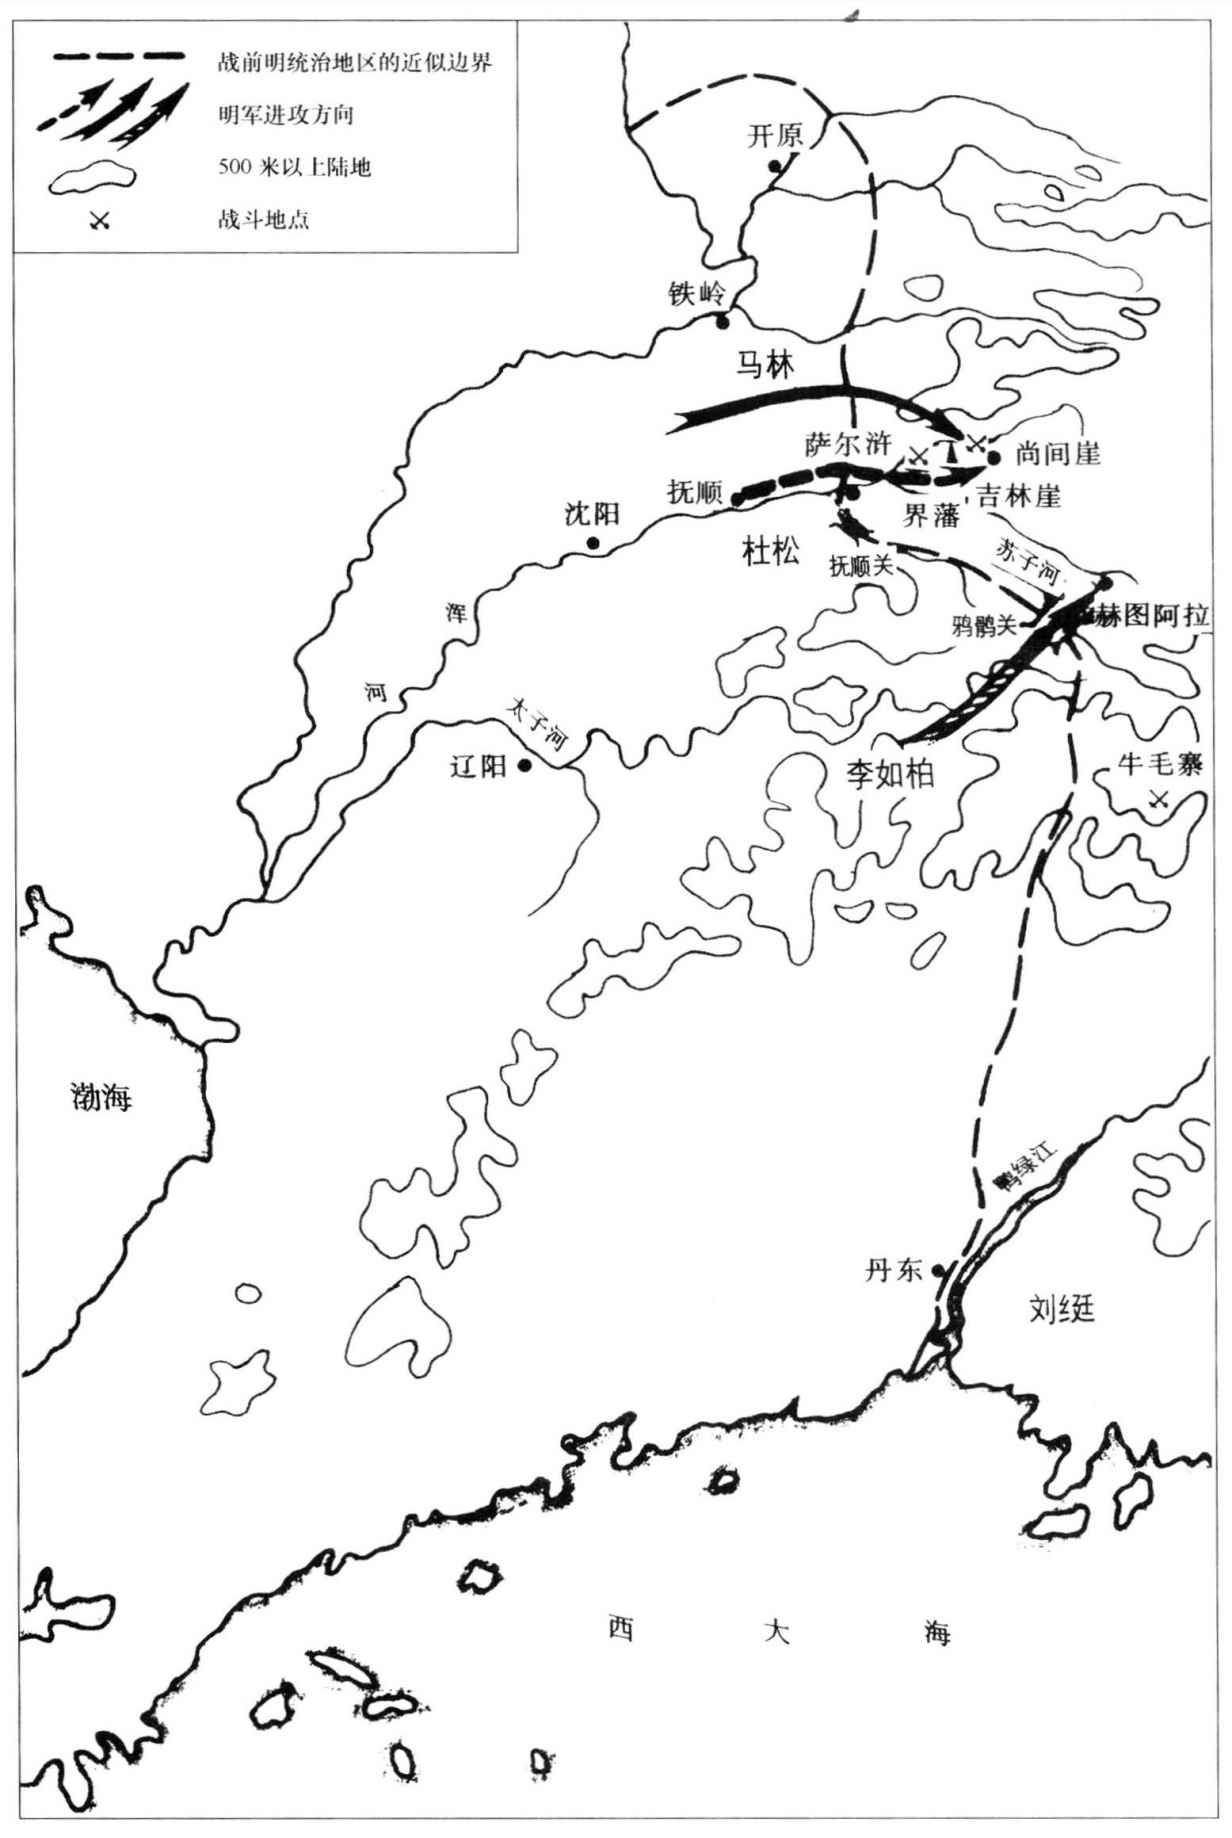 战前明统治地区的近似边界
明军进攻方向
500 米以上陆地
战斗地点
开原
铁岭
马林
萨尔浒
尚间崖
抚顺
吉林崖
界藩
沈阳
杜松
抚顺关
苏子河
鸦鹘关
赫图阿拉
浑
河
太子河
辽阳
李如柏
牛毛寨
渤海
鸭绿江
丹东
刘綎
西 大 海